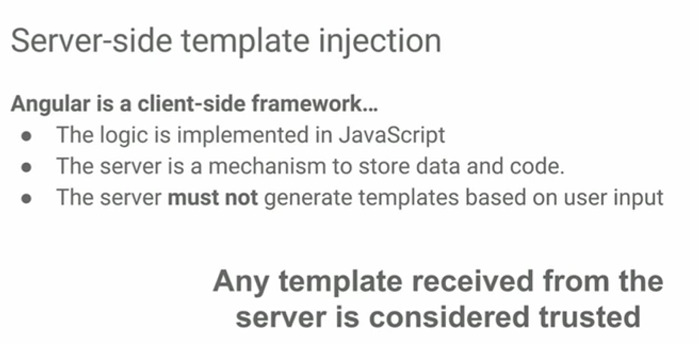 Server-side template injection
Angular is a client-side framework…
● The logic is implemented in JavaScript
● The server is a mechanism to store data and code.
● The server must not generate templates based on user input
Any template received from the
server is considered trusted